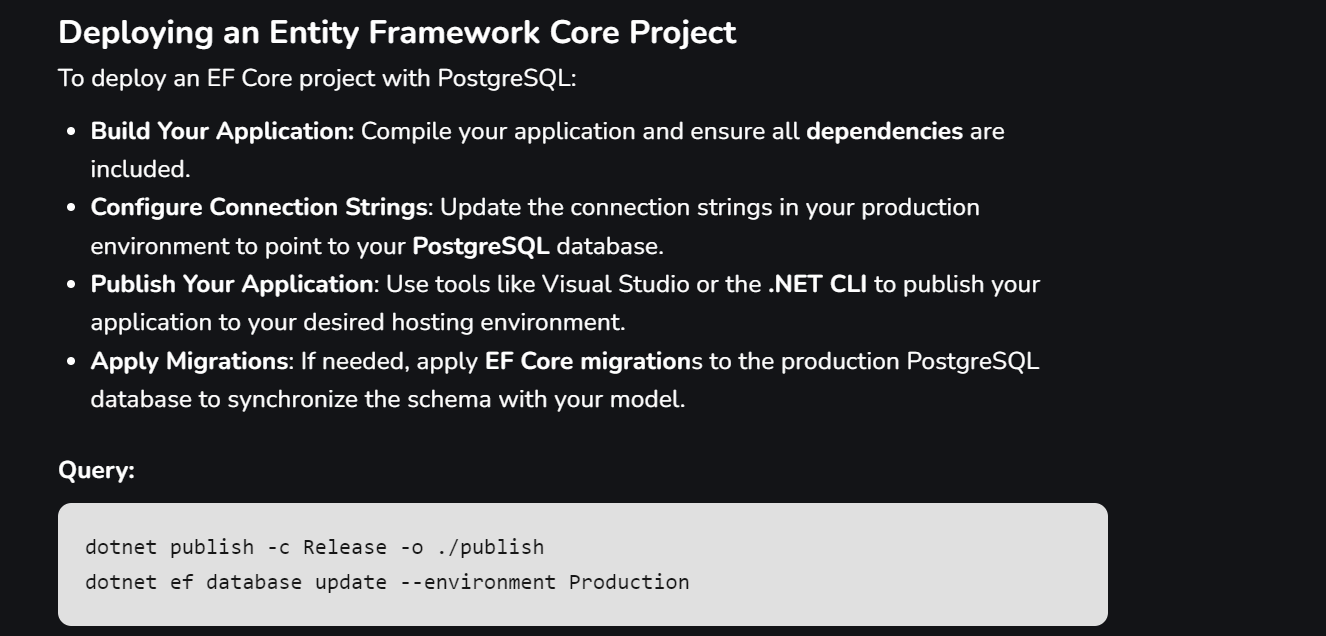 Deploying an Entity Framework Core Project
To deploy an EF Core project with PostgreSQL:
• Build Your Application: Compile your application and ensure all dependencies are
included.
• Configure Connection Strings: Update the connection strings in your production
environment to point to your PostgreSQL database.
• Publish Your Application: Use tools like Visual Studio or the .NET CLI to publish your
application to your desired hosting environment.
• Apply Migrations: If needed, apply EF Core migrations to the production PostgreSQL
database to synchronize the schema with your model.
Query:
dotnet publish -c Release -o ./publish
dotnet ef database update --environment Production